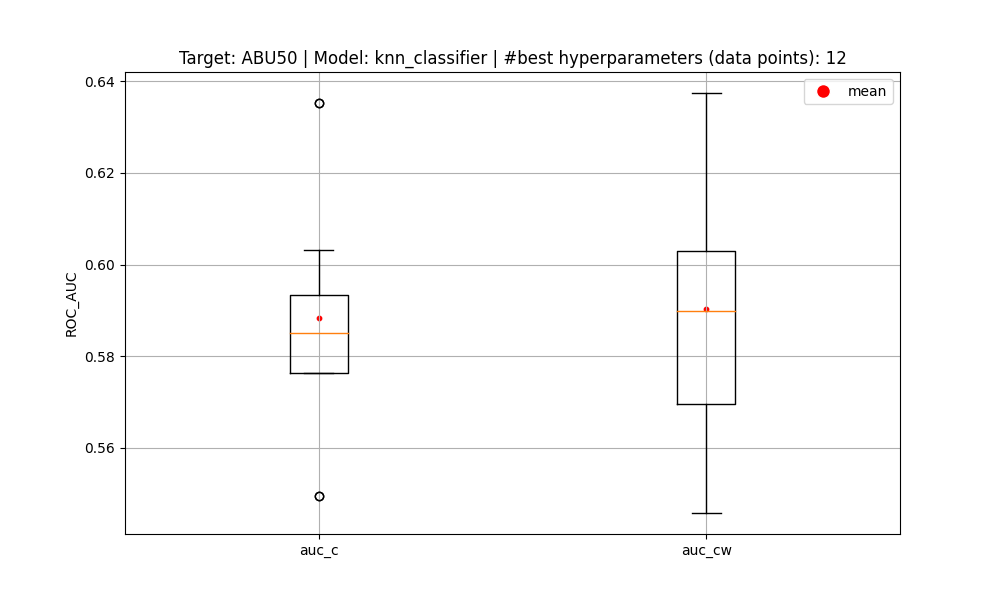 Target: ABU50 | Model: knn_classifier | #best hyperparameters (data points): 12
mean
0.64
0.62
0.60
0.58
0.56
ROC_AUC
auc_c
auc_cw